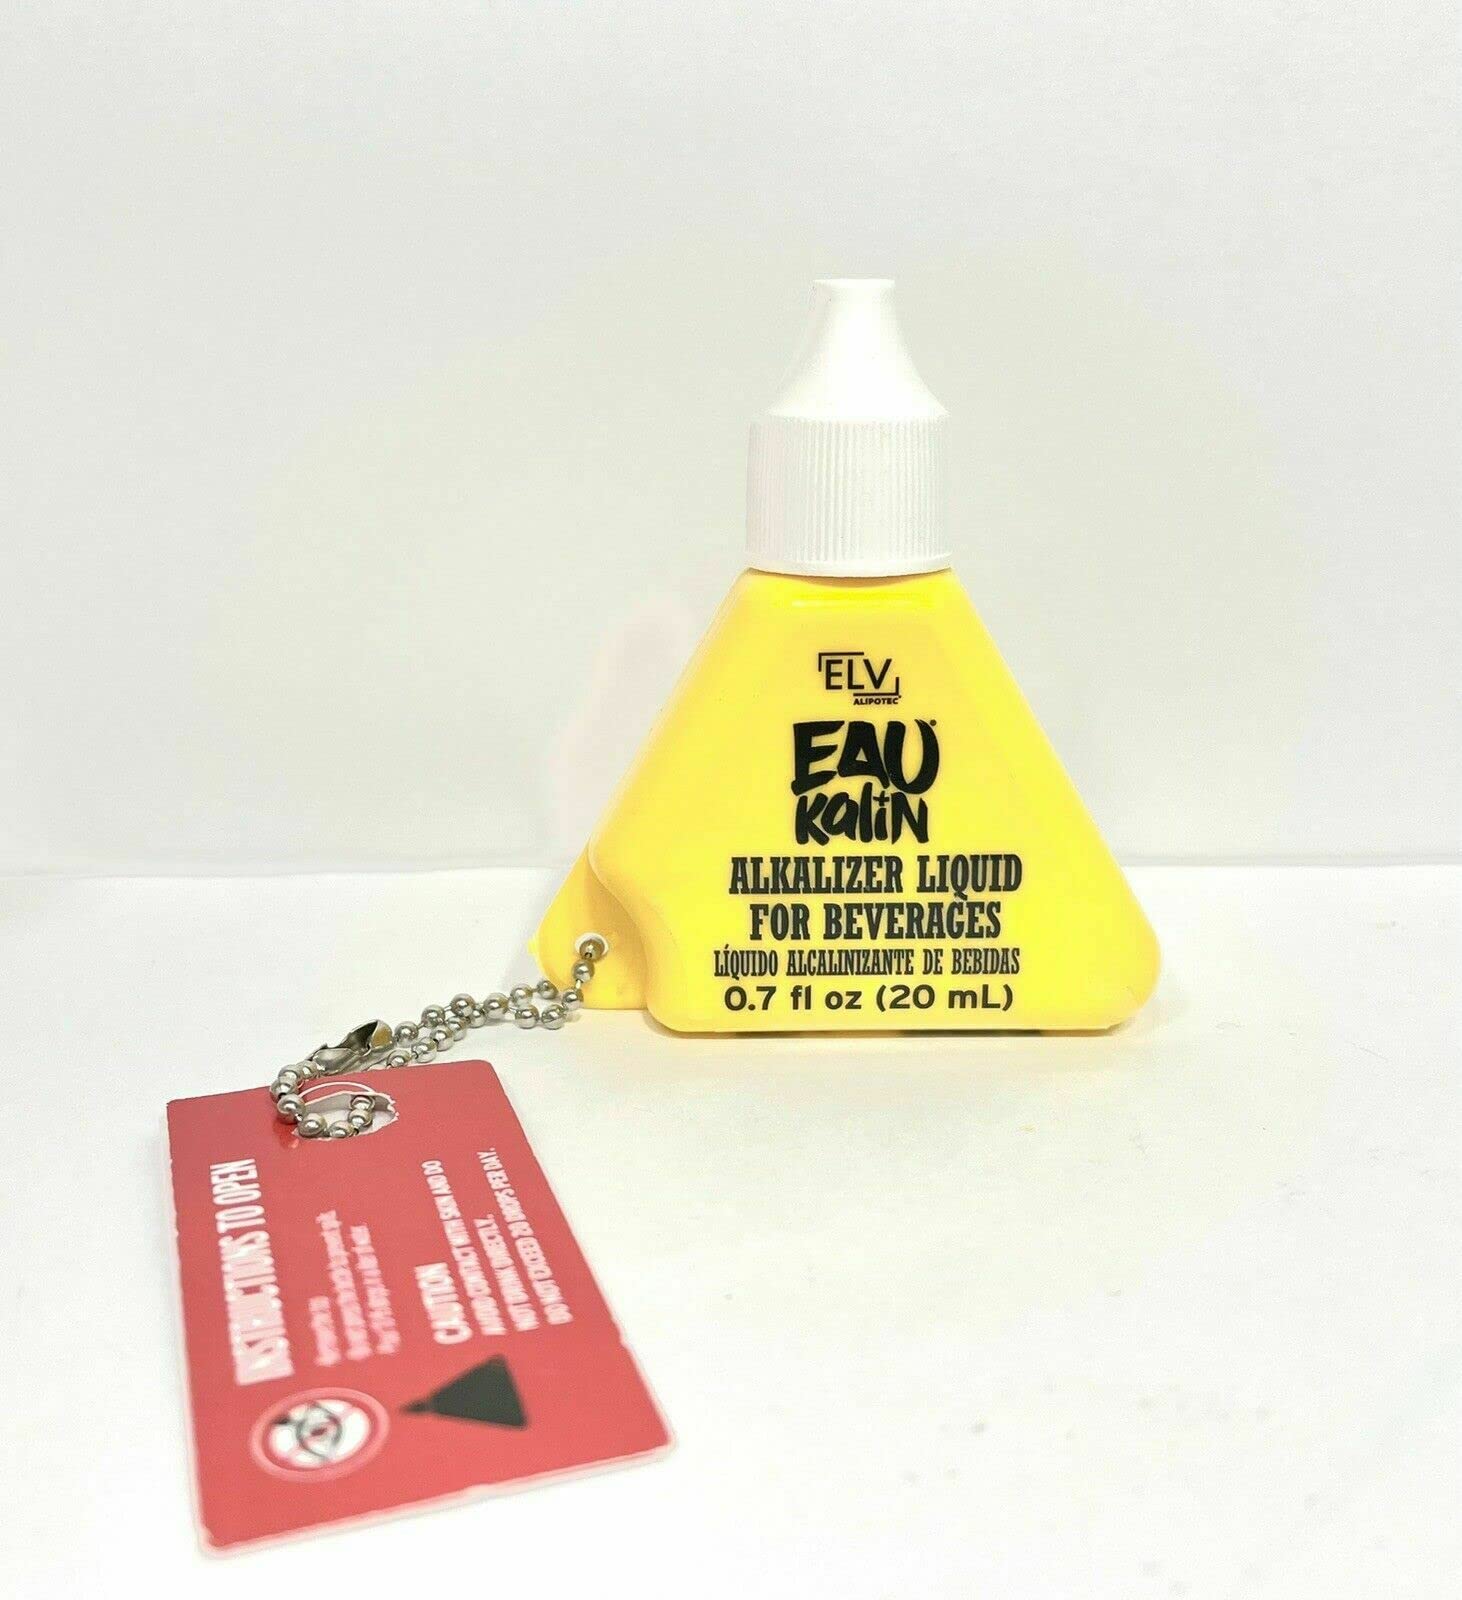 ELV
ALIPOTEC
EAU
Kalin
ALKALIZER LIQUID
FOR BEVERAGES
LÍQUIDO ALCALINIZANTE DE BEBIDAS
0.7 fl oz (20 mL)
INSTRUCTIONS TO OPEN
CAUTION
AVOID CONTACT WITH SKIN AND DO
NOT DRINK DIRECTLY.
DO NOT EXCEED 20 DROPS PER DAY.